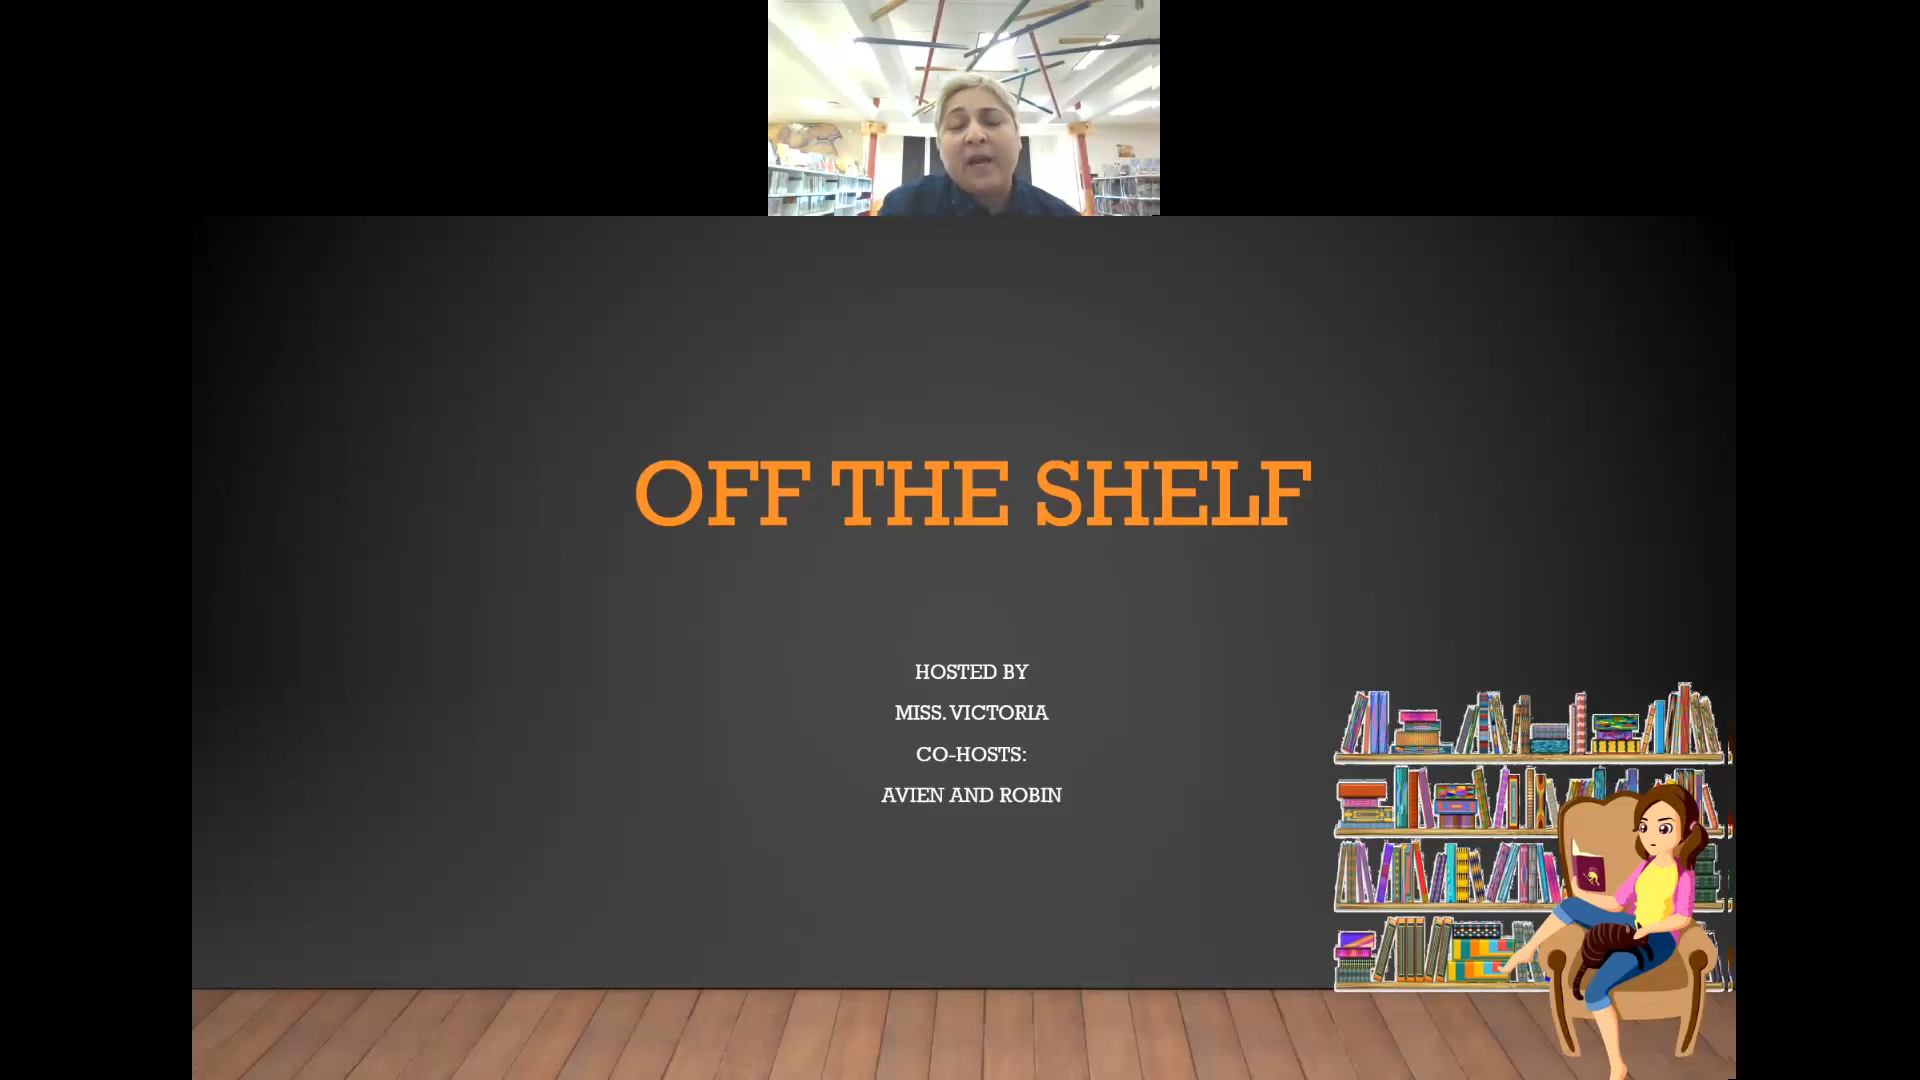 OFF THE SHELF
HOSTED BY
MISS. VICTORIA
CO-HOSTS:
AVIEN AND ROBIN